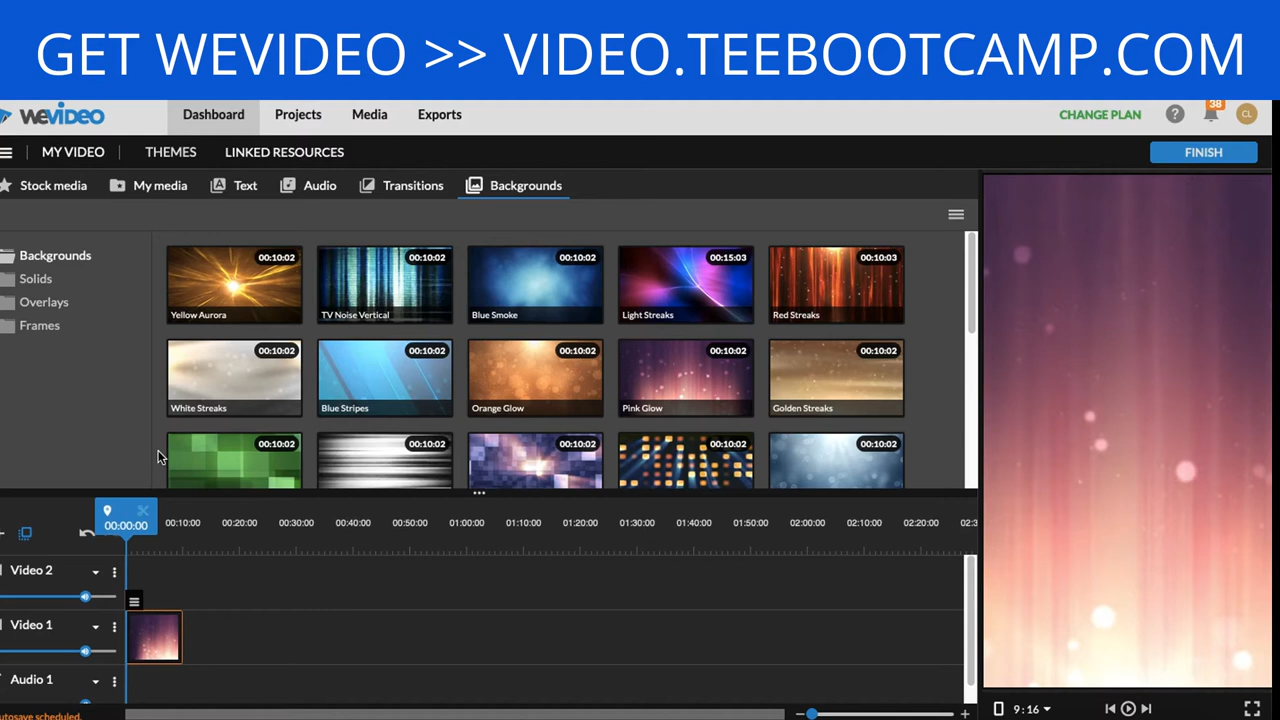 GET WEVIDEO >> VIDEO.TEEBOOTCAMP.COM
WEVIDEO
Dashboard
Projects
Media
Exports
CHANGE PLAN
?
38
CL
MY VIDEO
THEMES
LINKED RESOURCES
FINISH
Stock media
My media
A Text
Audio
Transitions
Backgrounds
Backgrounds
Solids
Overlays
Frames
00:10:02
Yellow Aurora
00:10:02
TV Noise Vertical
00:10:02
Blue Smoke
00:15:03
Light Streaks
00:10:03
Red Streaks
00:10:02
White Streaks
00:10:02
Blue Stripes
00:10:02
Orange Glow
00:10:02
Pink Glow
00:10:02
Golden Streaks
00:10:02
00:10:02
00:10:02
00:10:02
00:10:02
00:00:00
00:10:00 00:20:00 00:30:00 00:40:00 00:50:00 01:00:00 01:10:00 01:20:00 01:30:00 01:40:00 01:50:00 02:00:00 02:10:00 02:20:00 02:3
Video 2
Video 1
Audio 1
utosave scheduled.
9:16